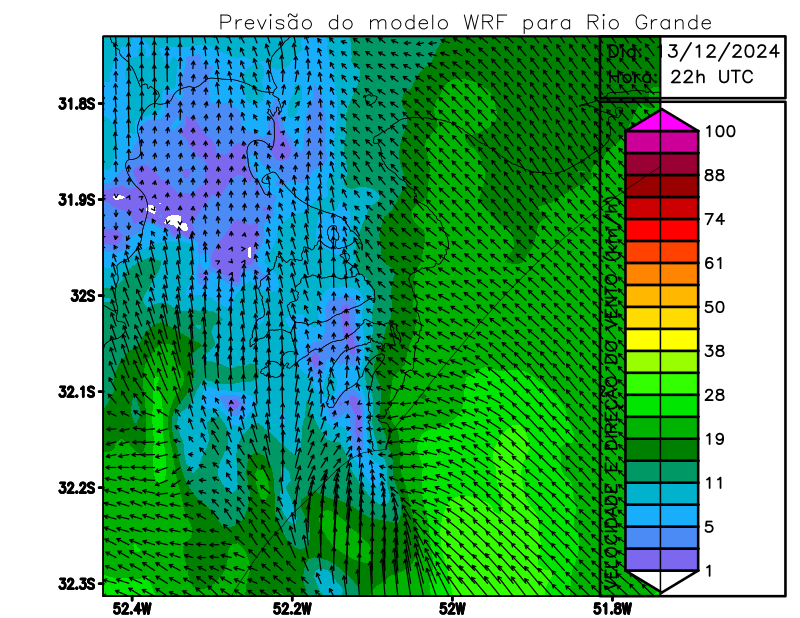 Previsão do modelo WRF para Rio Grande
Dia: 13/12/2024
Hora: 22h UTC
31.8S
31.9S
32S
32.1S
32.2S
32.3S
52.4W
52.2W
52W
51.8W
VELOCIDADE E DIREÇÃO DO VENTO (km/h)
100
88
74
61
50
38
28
19
11
5
1